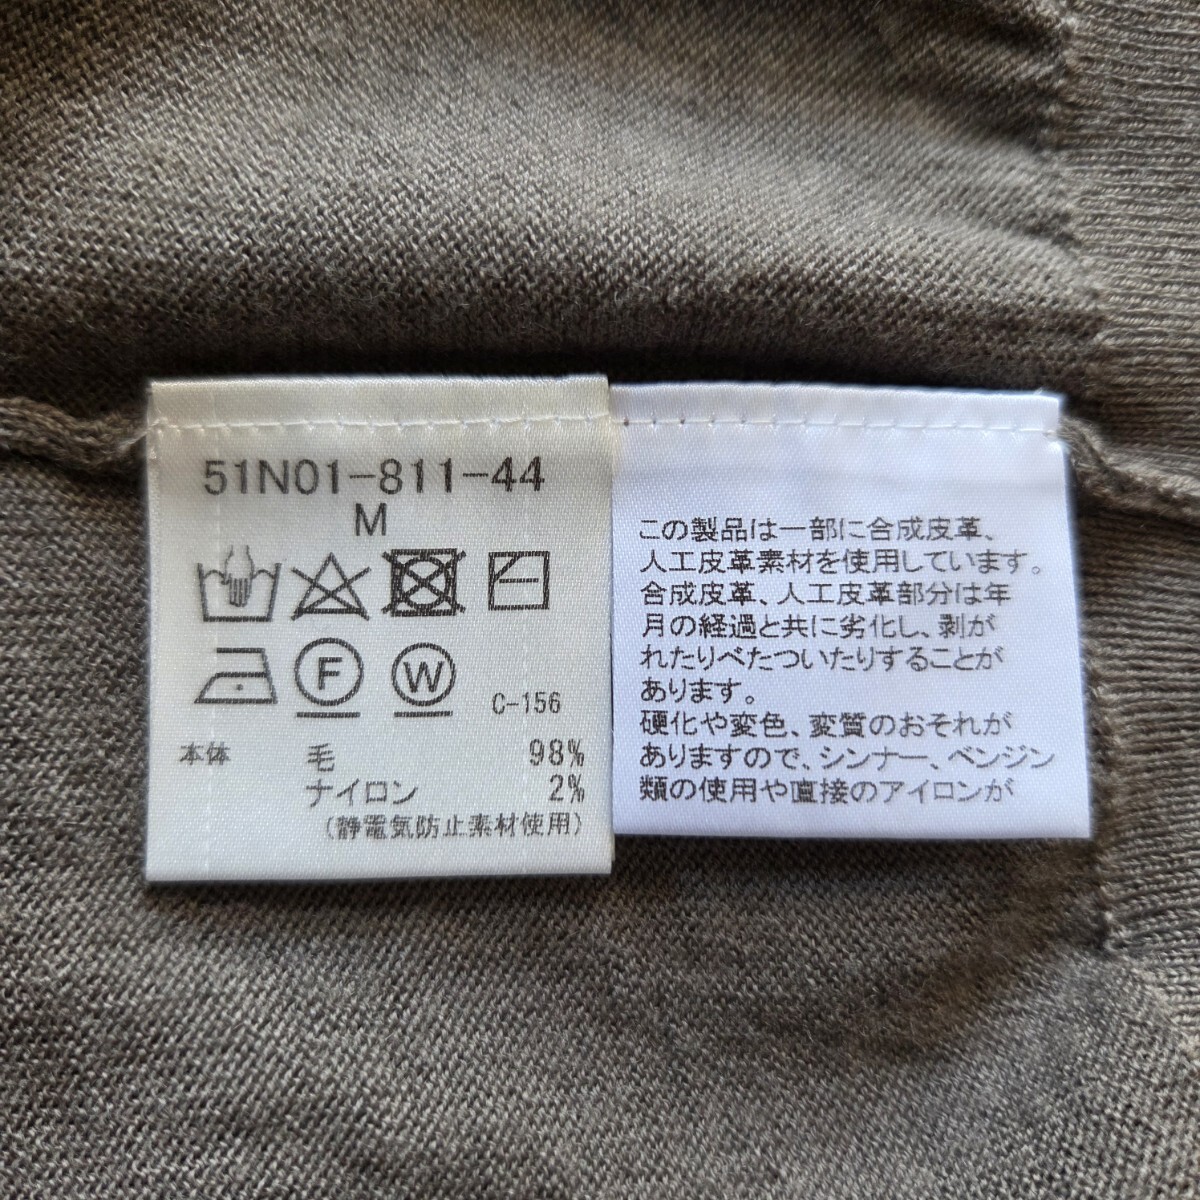 51N01-811-44
M
F
W
C-156
本体 毛 98%
ナイロン 2%
(静電気防止素材使用)
この製品は一部に合成皮革、
人工皮革素材を使用しています。
合成皮革、人工皮革部分は年
月の経過と共に劣化し、剥が
れたりべたついたりすることが
あります。
硬化や変色、変質のおそれが
ありますので、シンナー、ベンジン
類の使用や直接のアイロンが